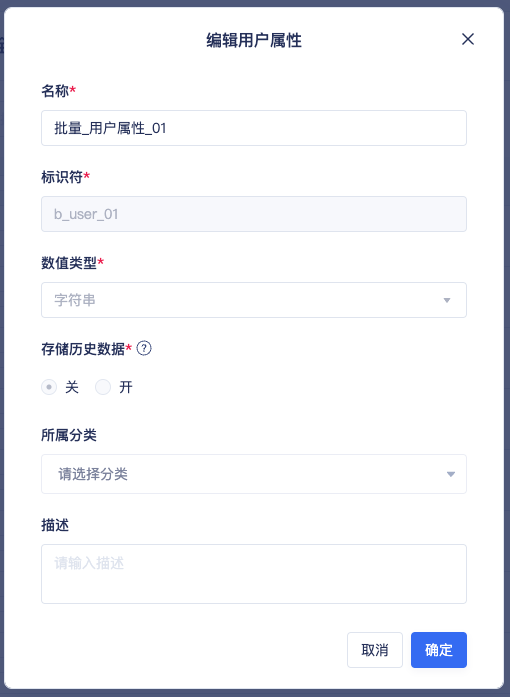 编辑用户属性
名称*
批量_用户属性_01
标识符*
b_user_01
数值类型*
字符串
存储历史数据* ?
关 开
所属分类
请选择分类
描述
请输入描述
取消 确定